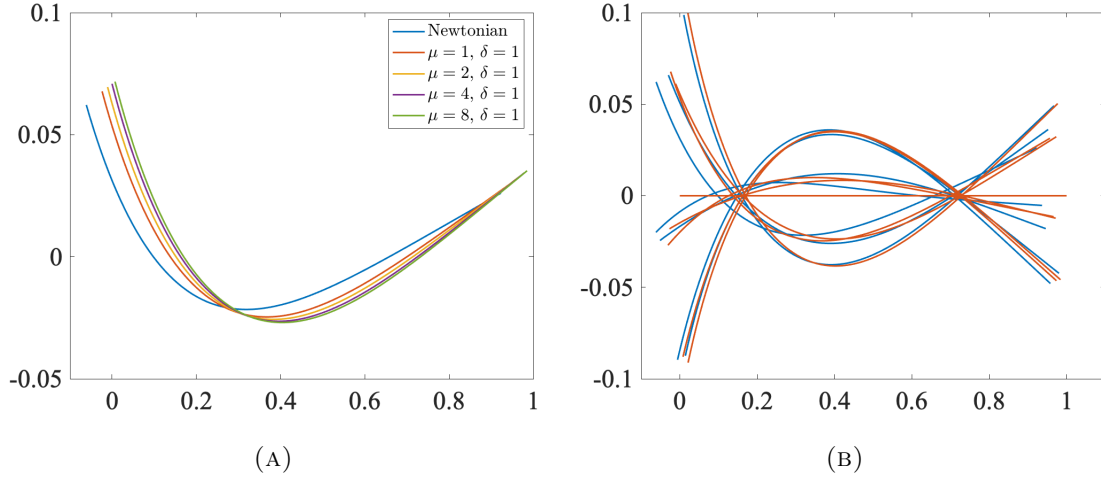 0.1
0.05
0
-0.05
0 0.2 0.4 0.6 0.8 1
Newtonian
μ = 1, δ = 1
μ = 2, δ = 1
μ = 4, δ = 1
μ = 8, δ = 1
(A)
0.1
0.05
0
-0.05
-0.1
0 0.2 0.4 0.6 0.8 1
(B)